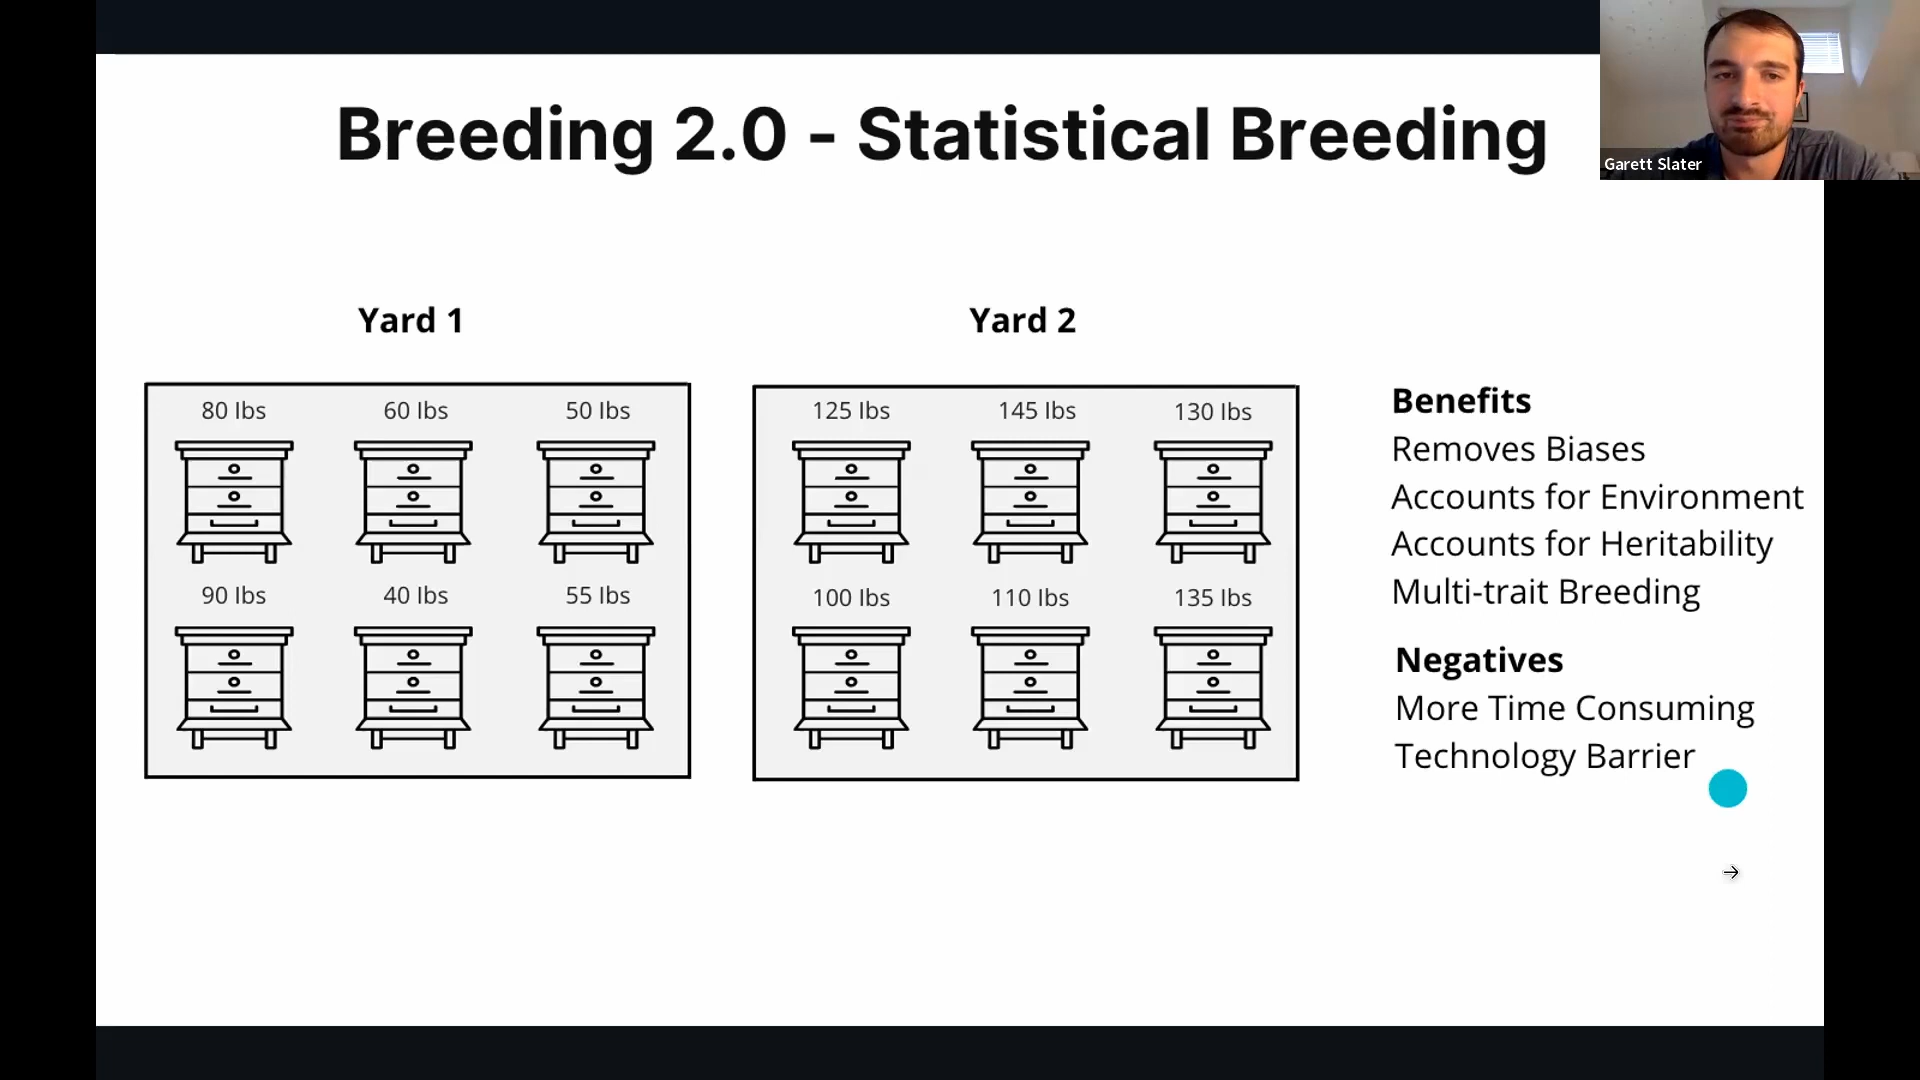 Breeding 2.0 - Statistical Breeding
Garett Slater
Yard 1
Yard 2
80 lbs
60 lbs
50 lbs
90 lbs
40 lbs
55 lbs
125 lbs
145 lbs
130 lbs
100 lbs
110 lbs
135 lbs
Benefits
Removes Biases
Accounts for Environment
Accounts for Heritability
Multi-trait Breeding
Negatives
More Time Consuming
Technology Barrier